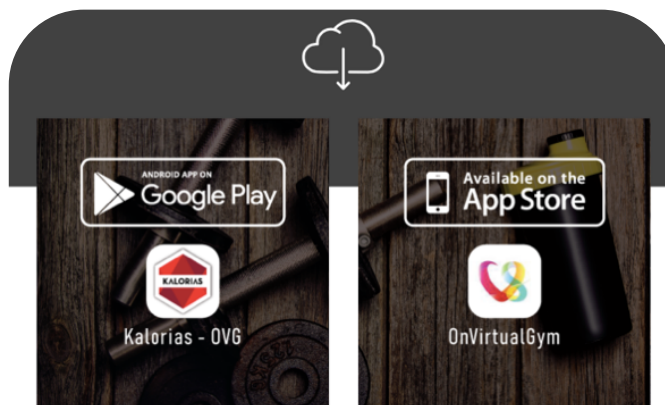 ANDROID APP ON
Google Play
KALORIAS
Kalorias - OVG
Available on the
App Store
OnVirtualGym